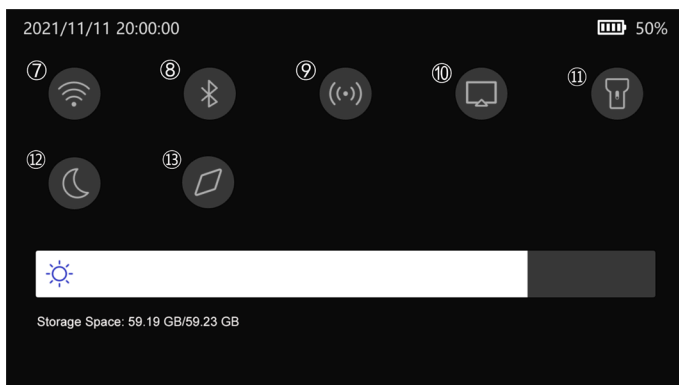 2021/11/11 20:00:00 50%
⑦ ⑧ ⑨ ⑩ ⑪
⑫ ⑬
Storage Space: 59.19 GB/59.23 GB